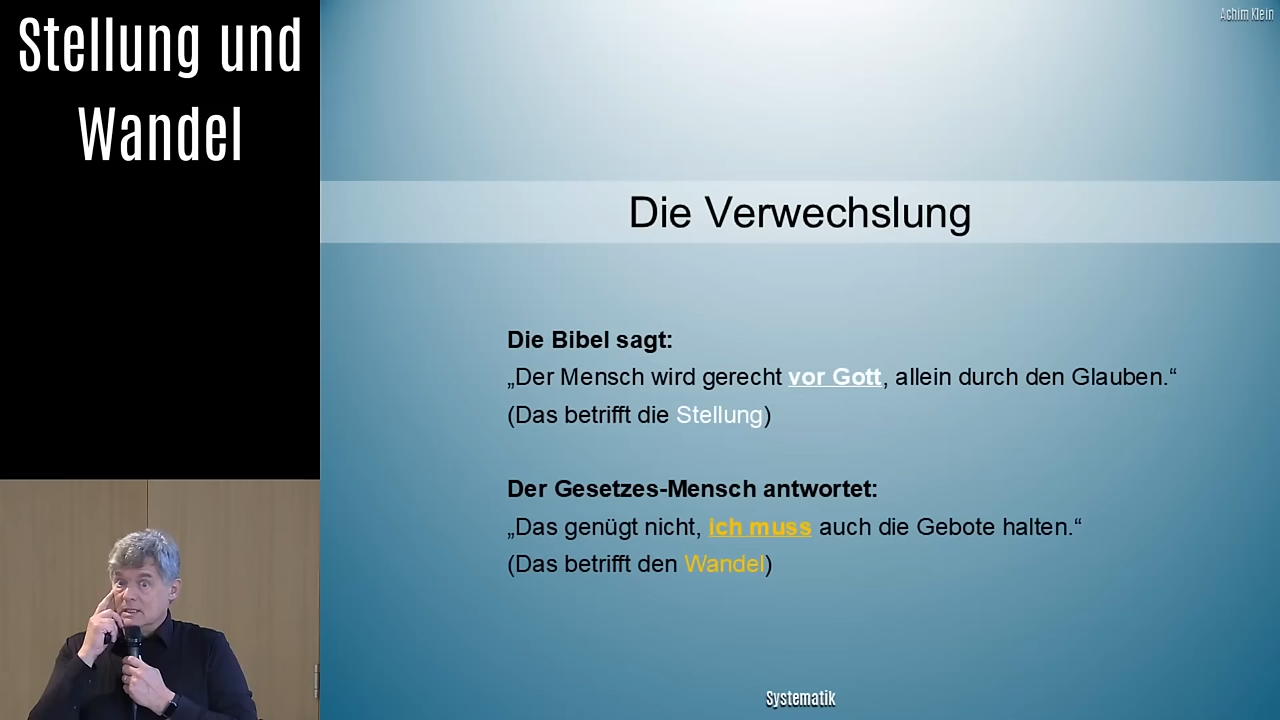 Stellung und
Wandel
Achim Klein
Die Verwechslung
Die Bibel sagt:
„Der Mensch wird gerecht vor Gott, allein durch den Glauben.“
(Das betrifft die Stellung)
Der Gesetzes-Mensch antwortet:
„Das genügt nicht, ich muss auch die Gebote halten.“
(Das betrifft den Wandel)
Systematik